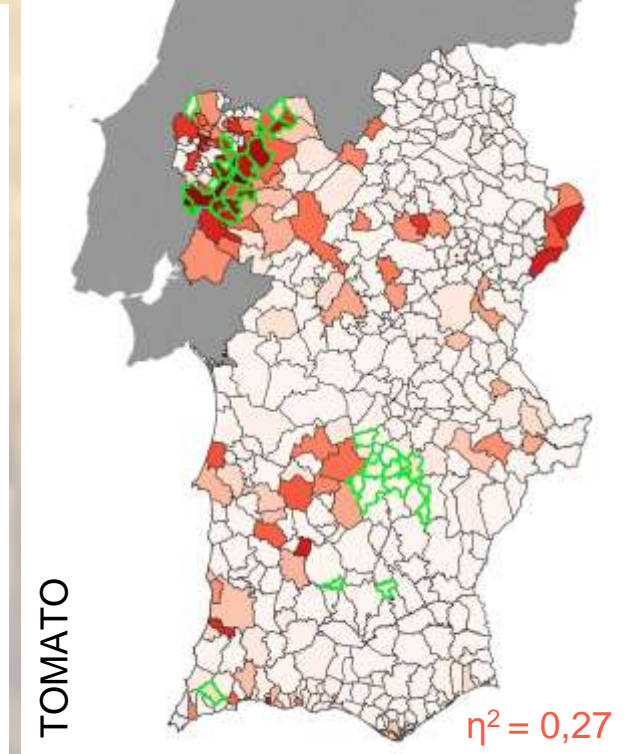 TOMATO
η² = 0,27